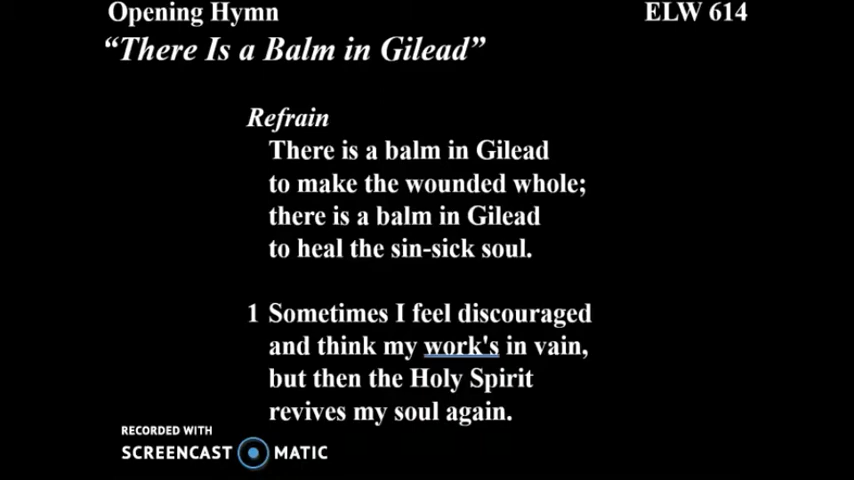 Opening Hymn ELW 614
“There Is a Balm in Gilead”
Refrain
There is a balm in Gilead
to make the wounded whole;
there is a balm in Gilead
to heal the sin-sick soul.
1 Sometimes I feel discouraged
and think my work's in vain,
but then the Holy Spirit
revives my soul again.
RECORDED WITH
SCREENCAST MATIC